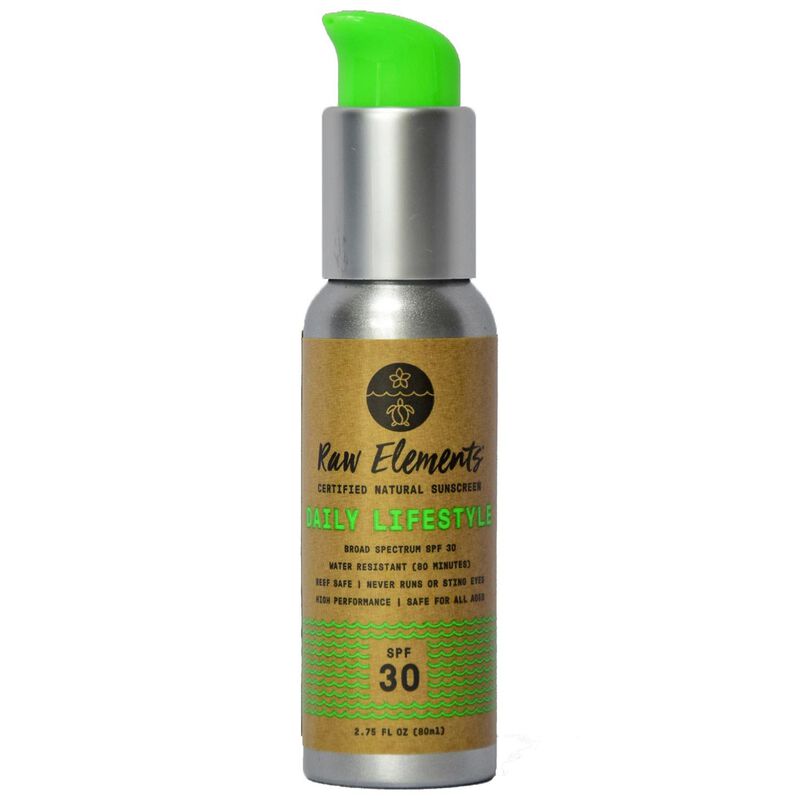 Raw Elements
CERTIFIED NATURAL SUNSCREEN
DAILY LIFESTYLE
BROAD SPECTRUM SPF 30
WATER RESISTANT (80 MINUTES)
REEF SAFE | NEVER RUNS OR STING EYES
HIGH PERFORMANCE | SAFE FOR ALL AGES
SPF
30
2.75 FL OZ (80ml)